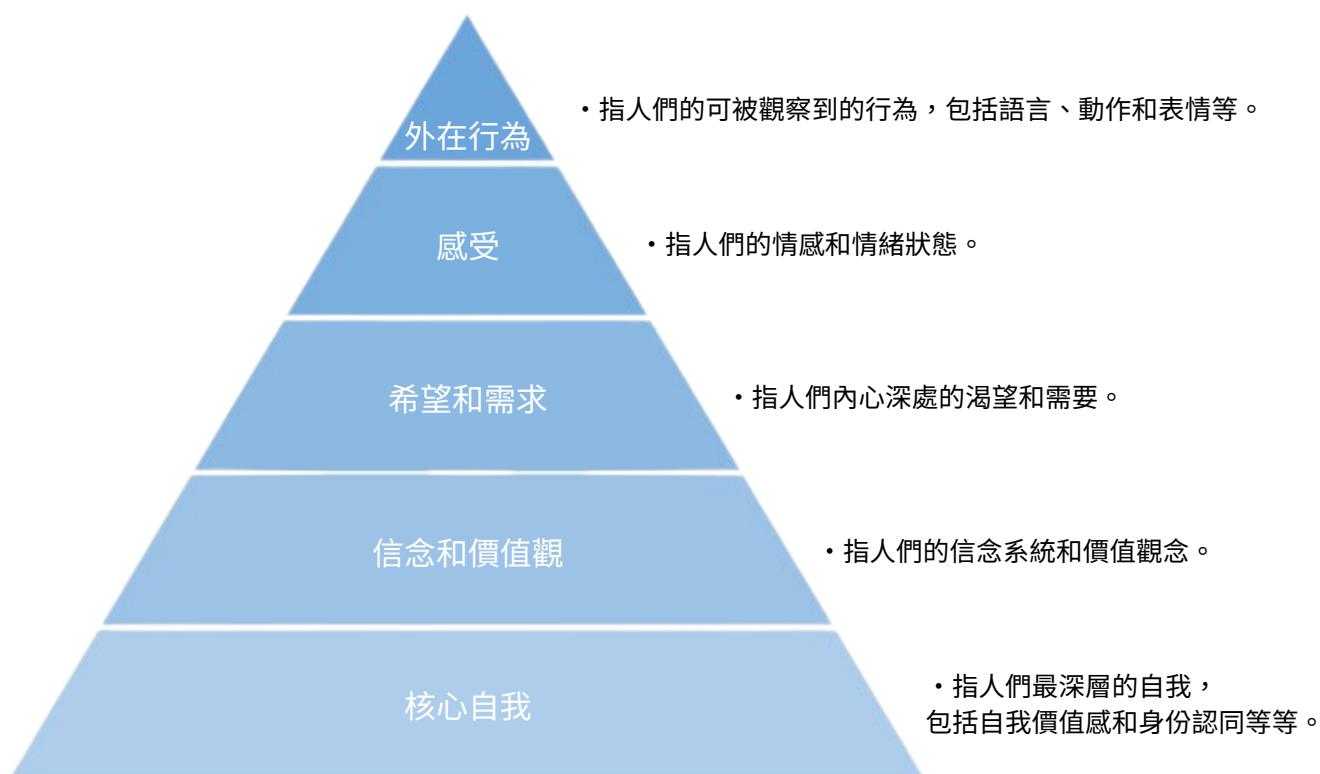 外在行為
・指人們的可被觀察到的行為，包括語言、動作和表情等。
感受
・指人們的情感和情緒狀態。
希望和需求
・指人們內心深處的渴望和需要。
信念和價值觀
・指人們的信念系統和價值觀念。
核心自我
・指人們最深層的自我，
包括自我價值感和身份認同等等。